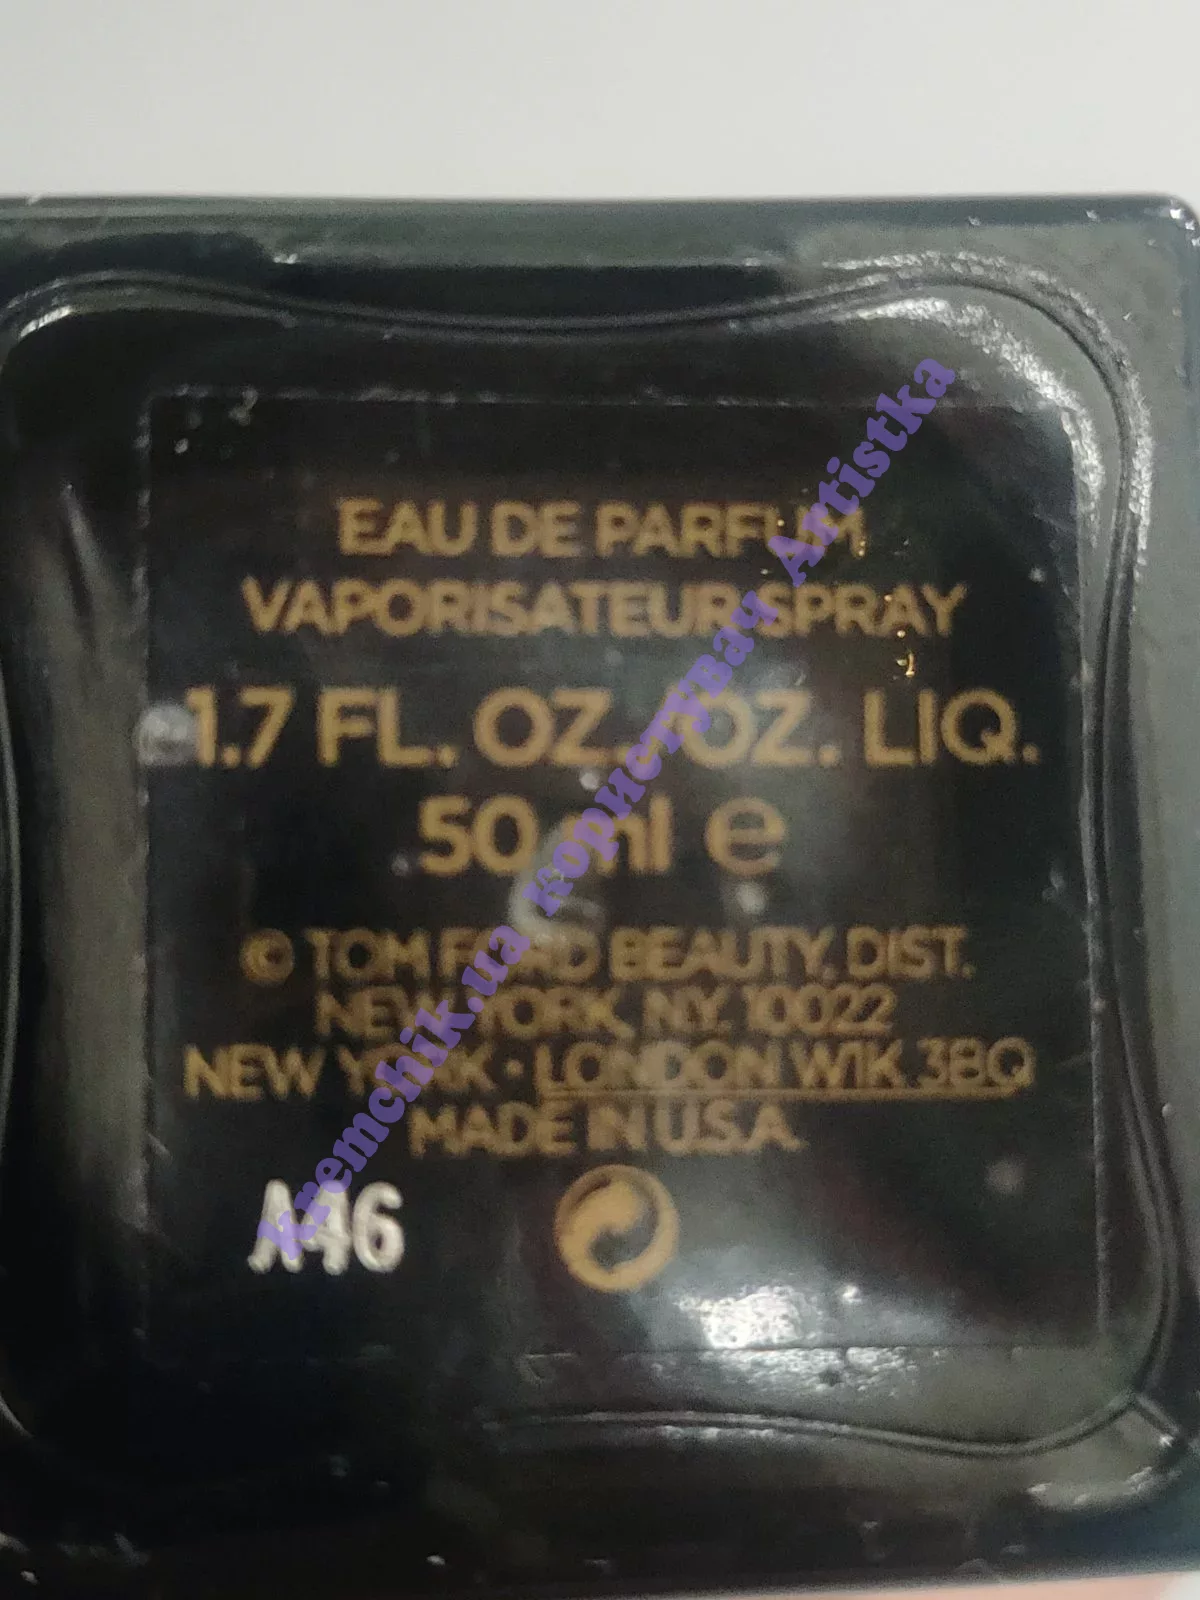 EAU DE PARFUM
VAPORISATEUR SPRAY
1.7 FL. OZ. OZ. LIQ.
50 ml e
© TOM FORD BEAUTY, DIST.
NEW YORK, N.Y. 10022
NEW YORK · LONDON W1K 3BQ
MADE IN U.S.A.
A46
kremchik.ua користувач Artistka